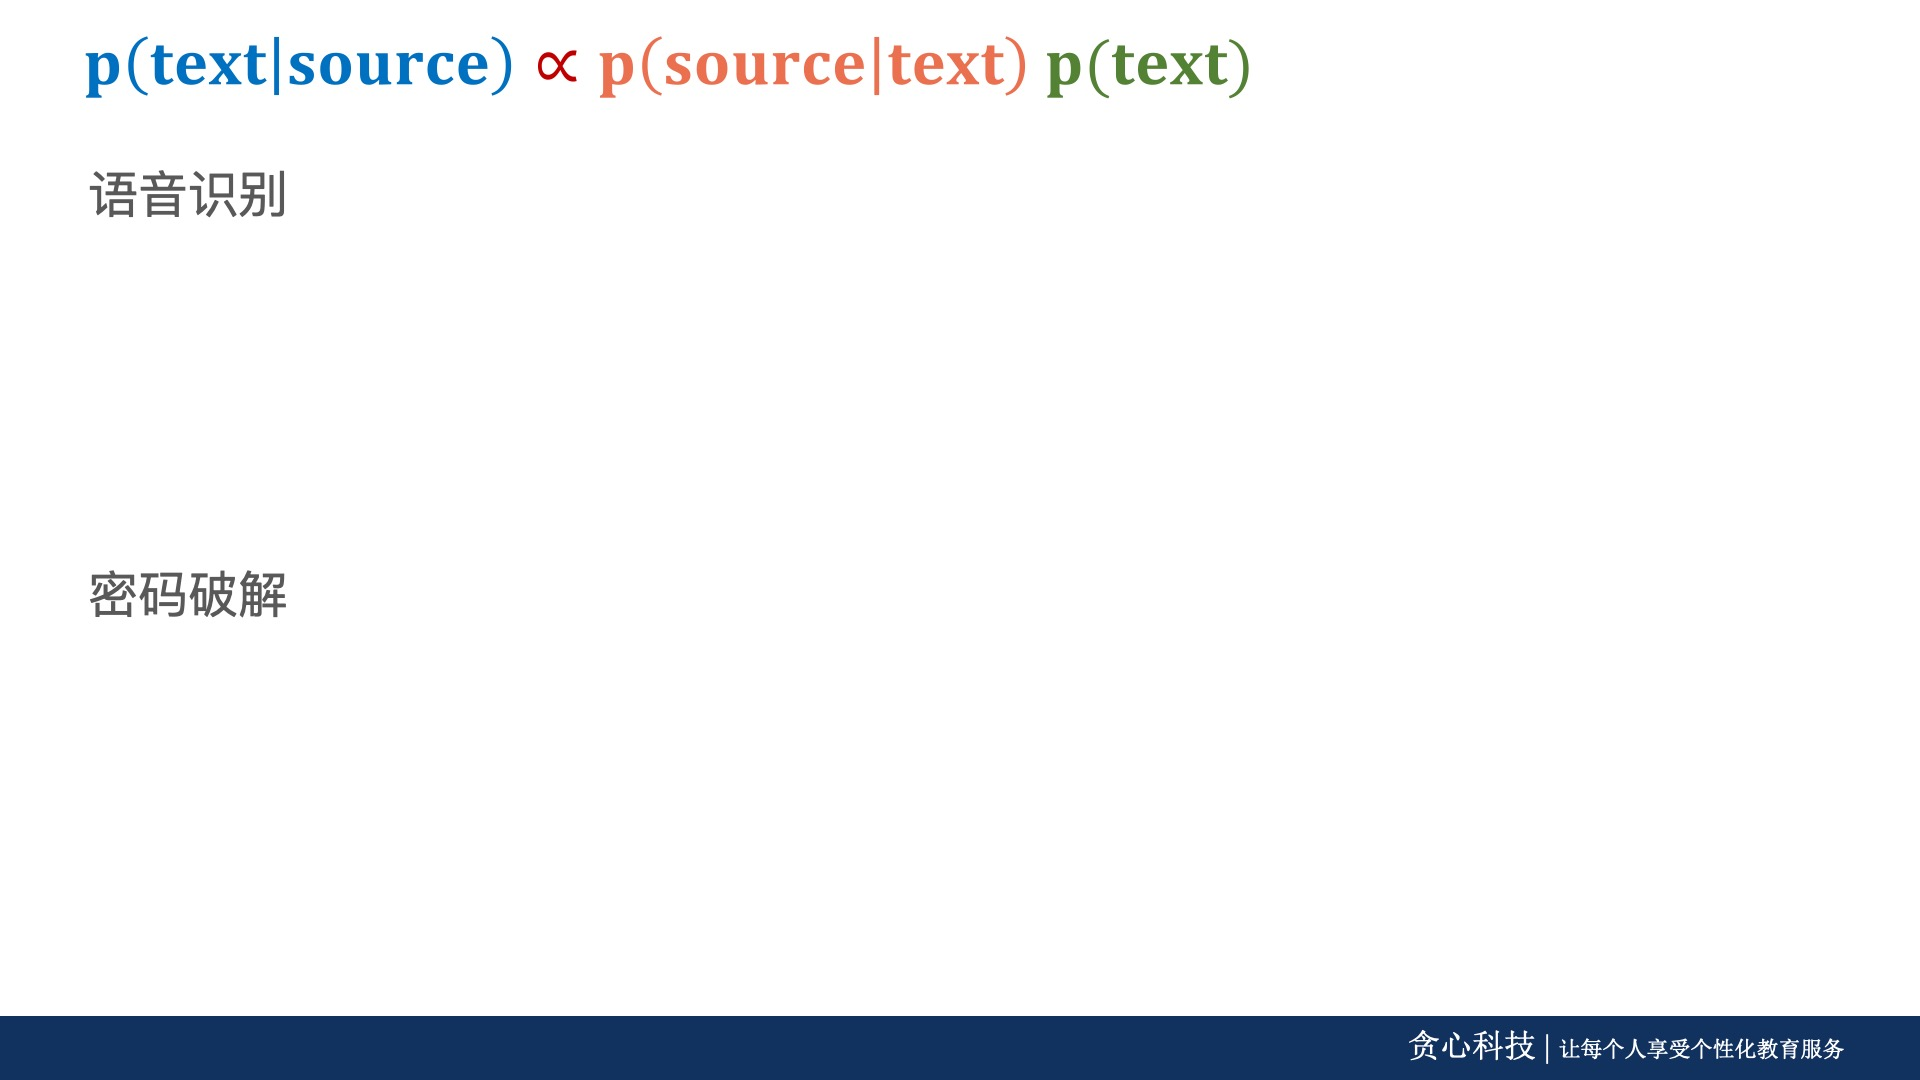 p(text|source) ∝ p(source|text) p(text)
语音识别
密码破解
贪心科技 | 让每个人享受个性化教育服务